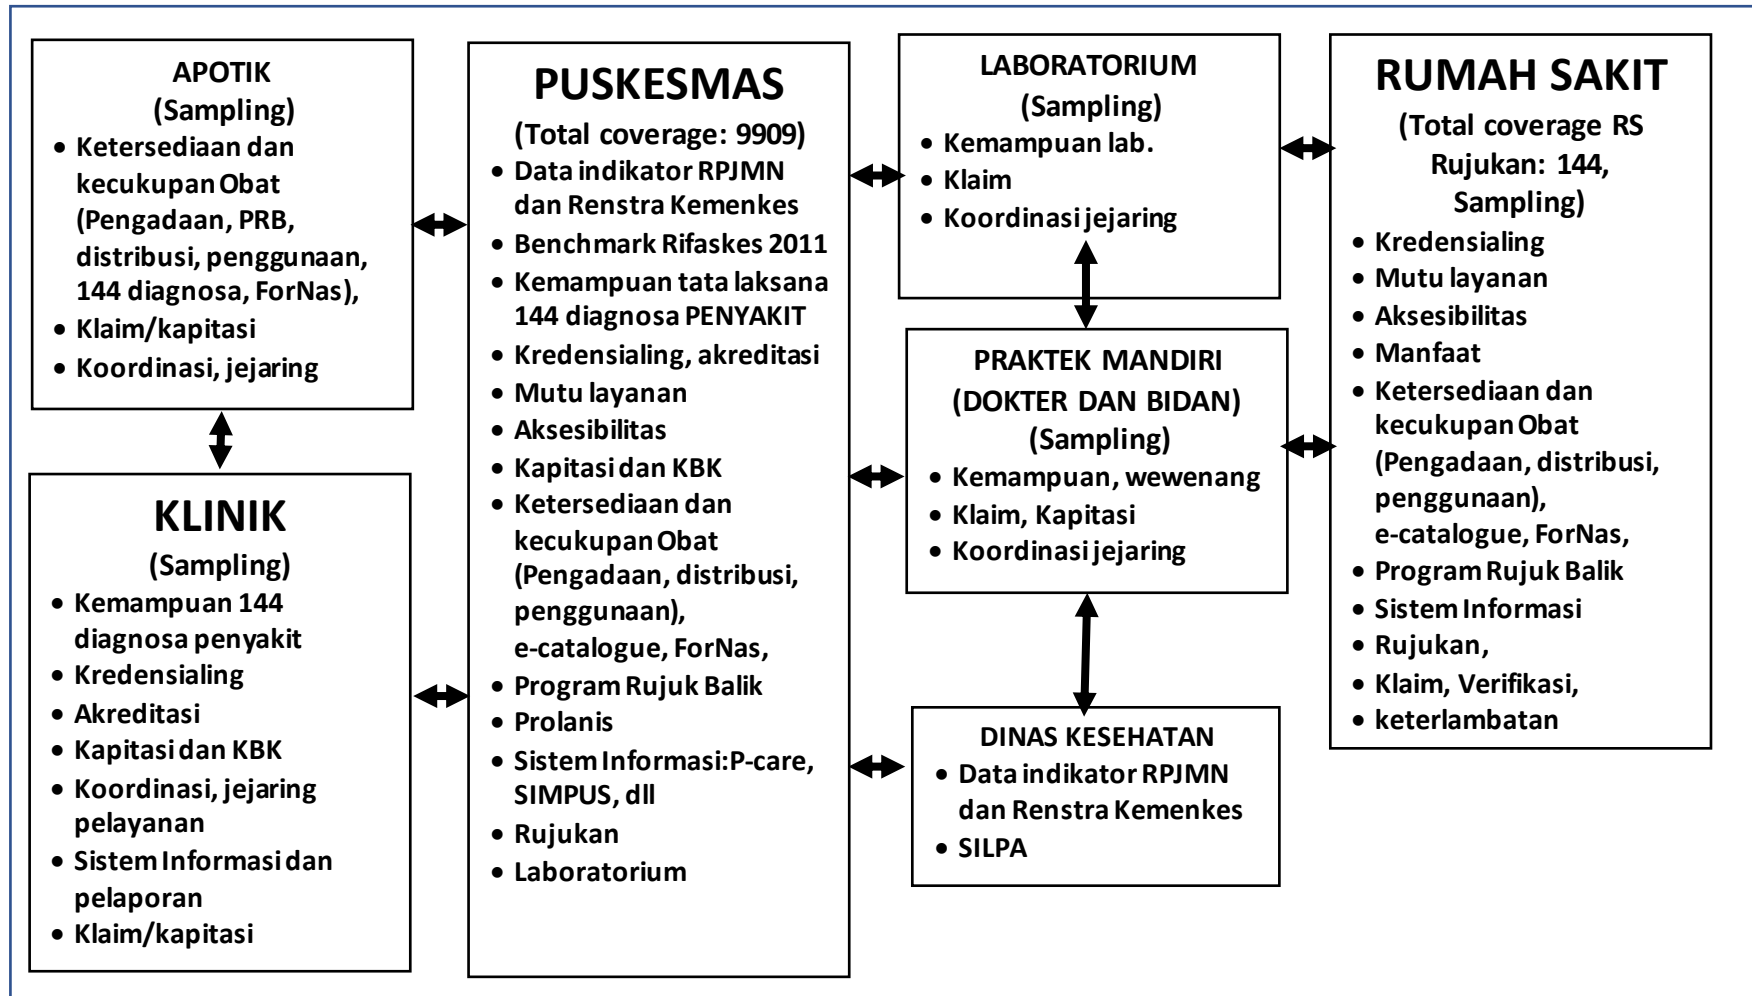 APOTIK
(Sampling)
• Ketersediaan dan
kecukupan Obat
(Pengadaan, PRB,
distribusi, penggunaan,
144 diagnosa, ForNas),
• Klaim/kapitasi
• Koordinasi, jejaring
KLINIK
(Sampling)
• Kemampuan 144
diagnosa penyakit
• Kredensialing
• Akreditasi
• Kapitasi dan KBK
• Koordinasi, jejaring
pelayanan
• Sistem Informasi dan
pelaporan
• Klaim/kapitasi
PUSKESMAS
(Total coverage: 9909)
• Data indikator RPJMN
dan Renstra Kemenkes
• Benchmark Rifaskes 2011
• Kemampuan tata laksana
144 diagnosa PENYAKIT
• Kredensialing, akreditasi
• Mutu layanan
• Aksesibilitas
• Kapitasi dan KBK
• Ketersediaan dan
kecukupan Obat
(Pengadaan, distribusi,
penggunaan),
e-catalogue, ForNas,
• Program Rujuk Balik
• Prolanis
• Sistem Informasi:P-care,
SIMPUS, dll
• Rujukan
• Laboratorium
LABORATORIUM
(Sampling)
• Kemampuan lab.
• Klaim
• Koordinasi jejaring
PRAKTEK MANDIRI
(DOKTER DAN BIDAN)
(Sampling)
• Kemampuan, wewenang
• Klaim, Kapitasi
• Koordinasi jejaring
DINAS KESEHATAN
• Data indikator RPJMN
dan Renstra Kemenkes
• SILPA
RUMAH SAKIT
(Total coverage RS
Rujukan: 144,
Sampling)
• Kredensialing
• Mutu layanan
• Aksesibilitas
• Manfaat
• Ketersediaan dan
kecukupan Obat
(Pengadaan, distribusi,
penggunaan),
e-catalogue, ForNas,
• Program Rujuk Balik
• Sistem Informasi
• Rujukan,
• Klaim, Verifikasi,
• keterlambatan